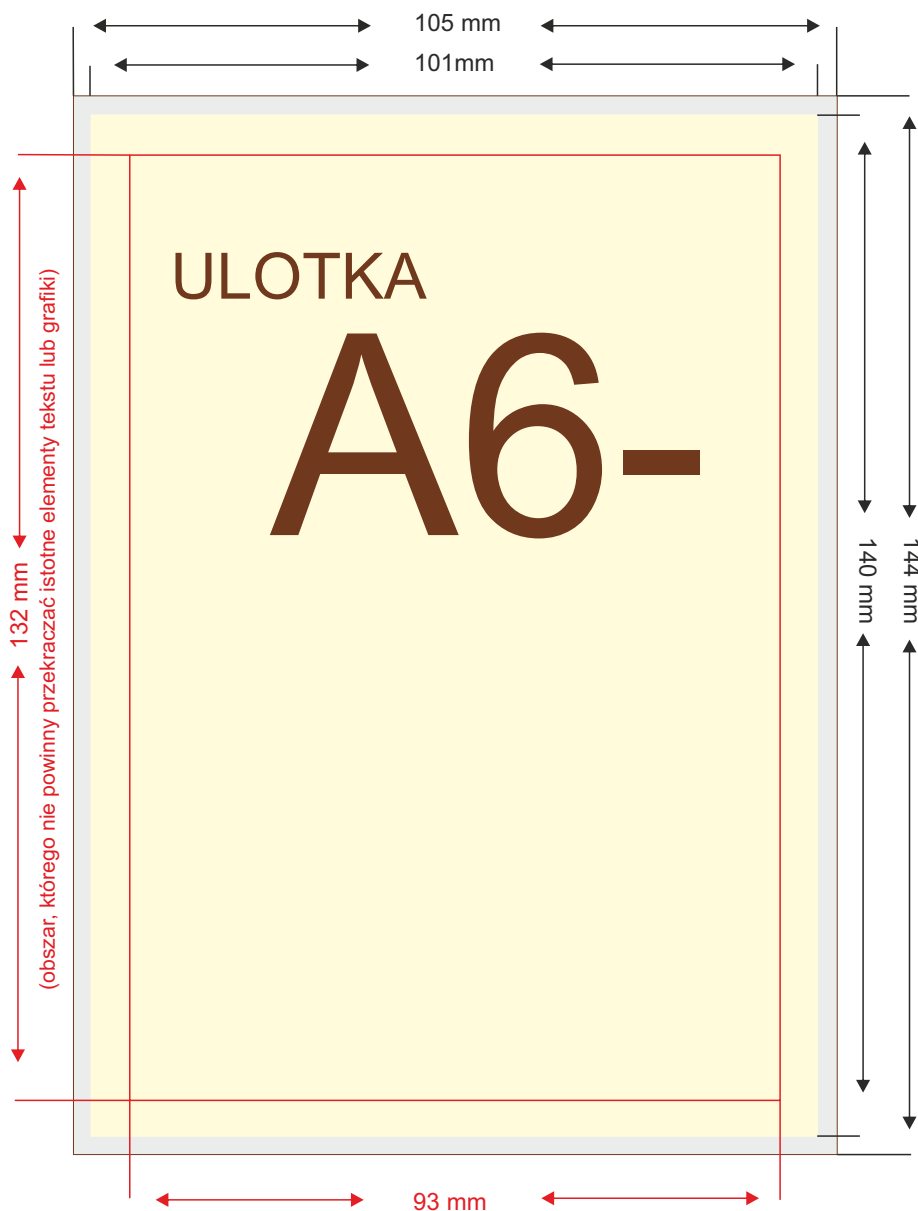 105 mm
101mm
ULOTKA
A6-
132 mm
(obszar, którego nie powinny przekraczać istotne elementy tekstu lub grafiki)
140 mm
144 mm
93 mm